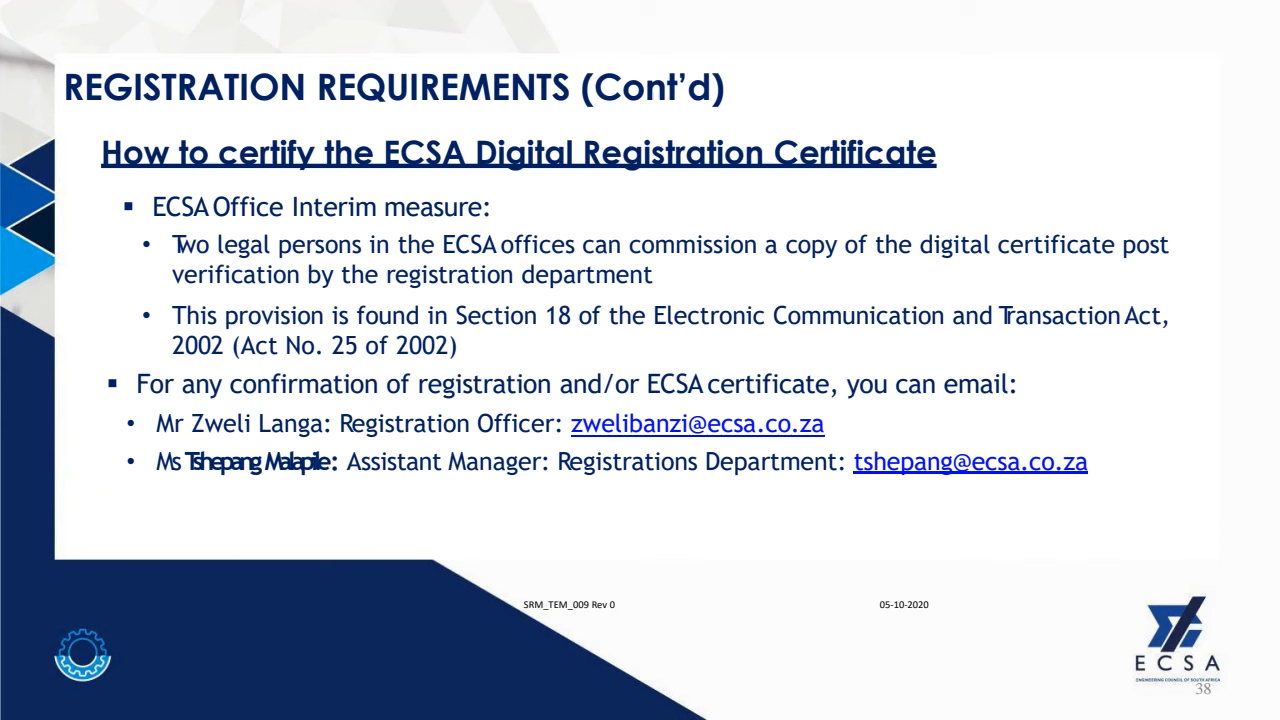 REGISTRATION REQUIREMENTS (Cont’d)
How to certify the ECSA Digital Registration Certificate
▪ ECSA Office Interim measure:
• Two legal persons in the ECSA offices can commission a copy of the digital certificate post
verification by the registration department
• This provision is found in Section 18 of the Electronic Communication and Transaction Act,
2002 (Act No. 25 of 2002)
▪ For any confirmation of registration and/or ECSA certificate, you can email:
• Mr Zweli Langa: Registration Officer: zwelibanzi@ecsa.co.za
• Ms Tshepang Malapile: Assistant Manager: Registrations Department: tshepang@ecsa.co.za
SRM_TEM_009 Rev 0
05-10-2020
ECSA
ENGINEERING COUNCIL OF SOUTH AFRICA
38